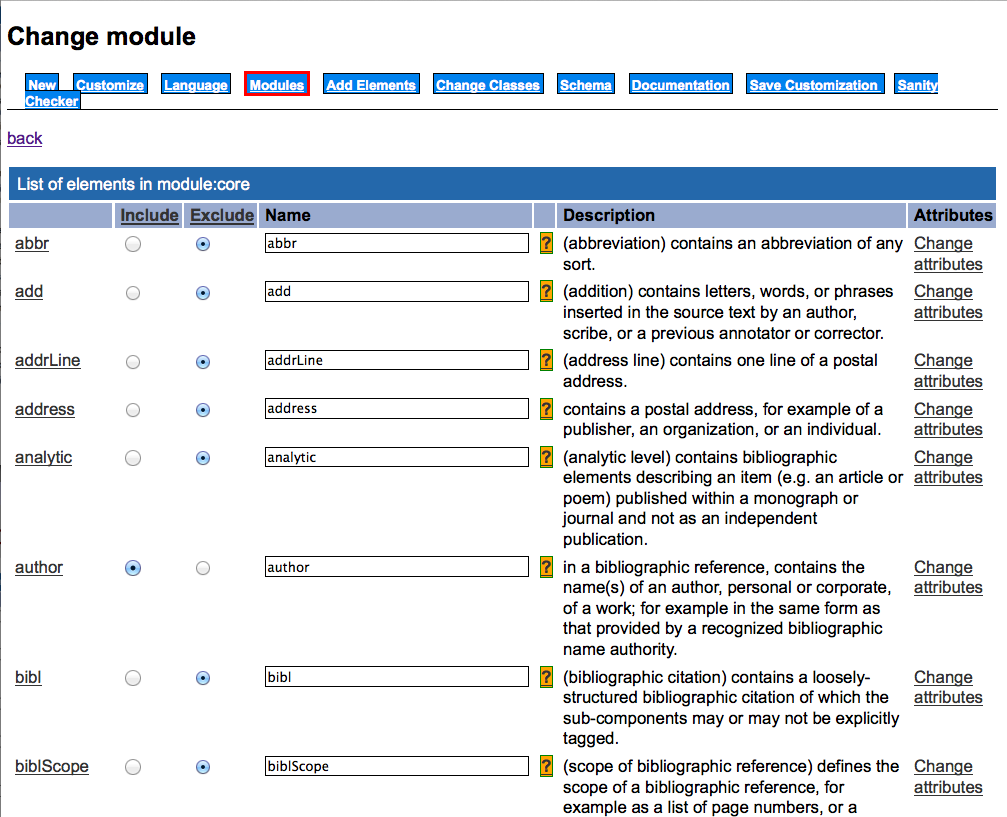 Change module
New Customize Language Modules Add Elements Change Classes Schema Documentation Save Customization Sanity
Checker
back
List of elements in module:core
Include Exclude Name Description Attributes
abbr abbr ? (abbreviation) contains an abbreviation of any Change
sort. attributes
add add ? (addition) contains letters, words, or phrases Change
inserted in the source text by an author, attributes
scribe, or a previous annotator or corrector.
addrLine addrLine ? (address line) contains one line of a postal Change
address. attributes
address address ? contains a postal address, for example of a Change
publisher, an organization, or an individual. attributes
analytic analytic ? (analytic level) contains bibliographic Change
elements describing an item (e.g. an article or attributes
poem) published within a monograph or
journal and not as an independent
publication.
author author ? in a bibliographic reference, contains the Change
name(s) of an author, personal or corporate, attributes
of a work; for example in the same form as
that provided by a recognized bibliographic
name authority.
bibl bibl ? (bibliographic citation) contains a loosely- Change
structured bibliographic citation of which the attributes
sub-components may or may not be explicitly
tagged.
biblScope biblScope ? (scope of bibliographic reference) defines the Change
scope of a bibliographic reference, for attributes
example as a list of page numbers, or a